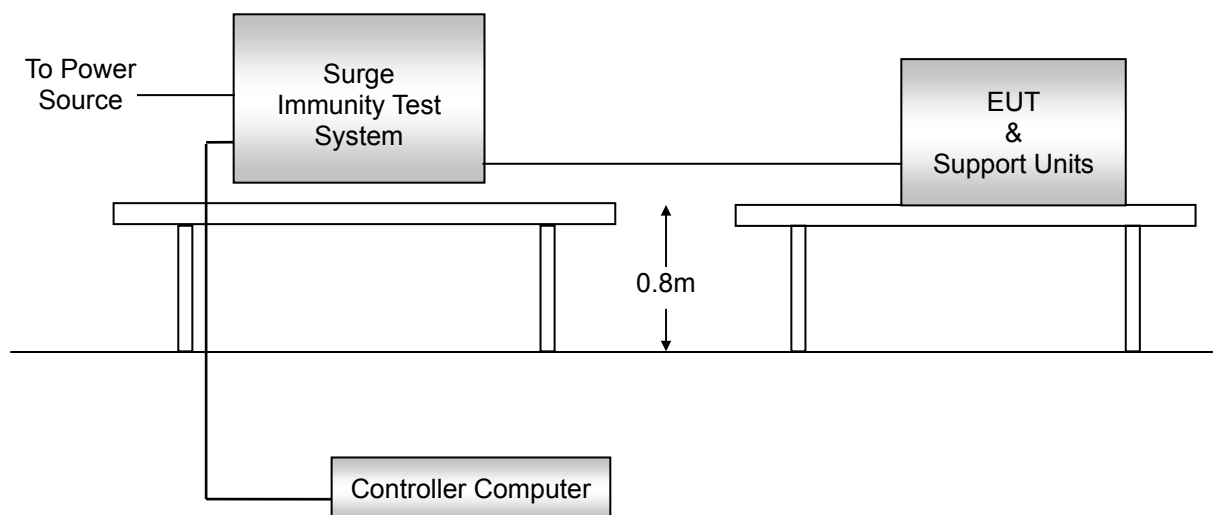 To Power
Source
Surge
Immunity Test
System
EUT
&
Support Units
0.8m
Controller Computer